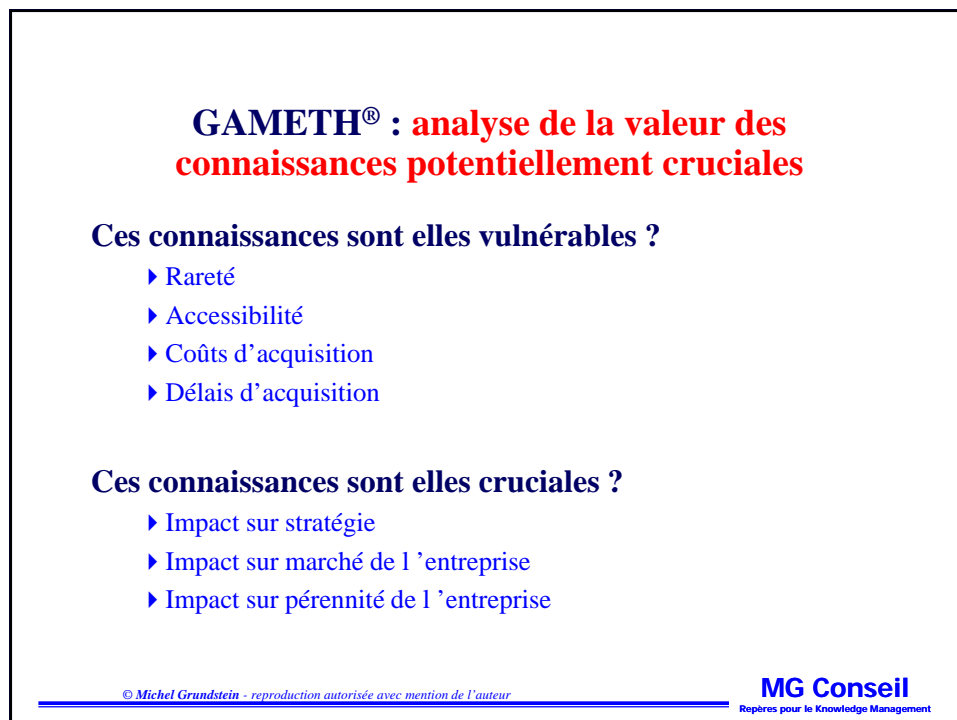 GAMETH® : analyse de la valeur des
connaissances potentiellement cruciales
Ces connaissances sont elles vulnérables ?
Rareté
Accessibilité
Coûts d’acquisition
Délais d’acquisition
Ces connaissances sont elles cruciales ?
Impact sur stratégie
Impact sur marché de l ’entreprise
Impact sur pérennité de l ’entreprise
© Michel Grundstein - reproduction autorisée avec mention de l’auteur
MG Conseil
Repères pour le Knowledge Management